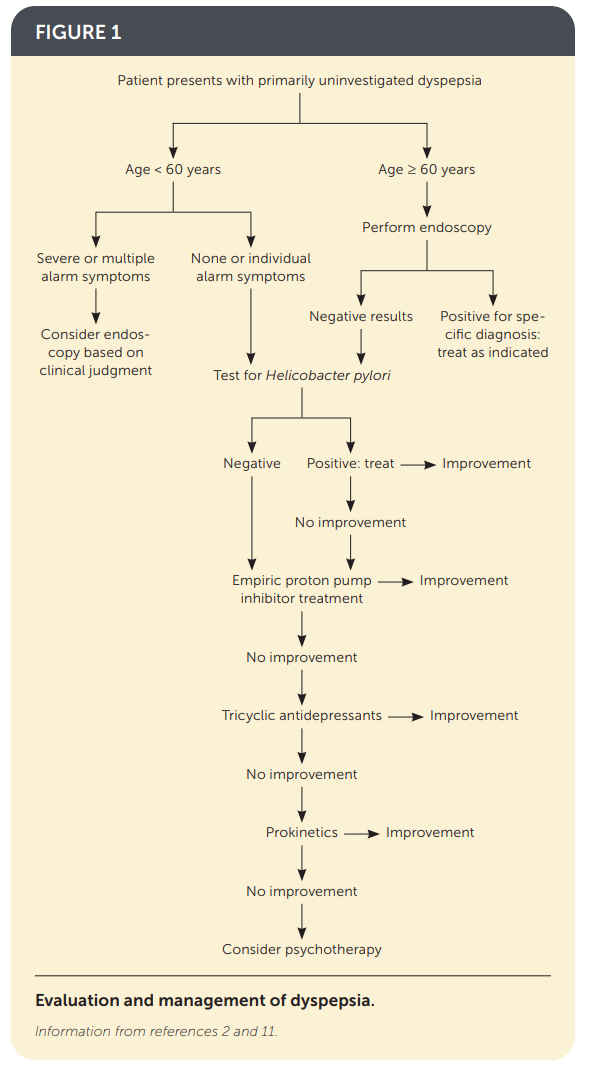 FIGURE 1
Patient presents with primarily uninvestigated dyspepsia
Age < 60 years
Age ≥ 60 years
Perform endoscopy
Severe or multiple
alarm symptoms
None or individual
alarm symptoms
Consider endos-
copy based on
clinical judgment
Negative results
Positive for spe-
cific diagnosis:
treat as indicated
Test for Helicobacter pylori
Negative
Positive: treat
Improvement
No improvement
Empiric proton pump
inhibitor treatment
Improvement
No improvement
Tricyclic antidepressants
Improvement
No improvement
Prokinetics
Improvement
No improvement
Consider psychotherapy
Evaluation and management of dyspepsia.
Information from references 2 and 11.